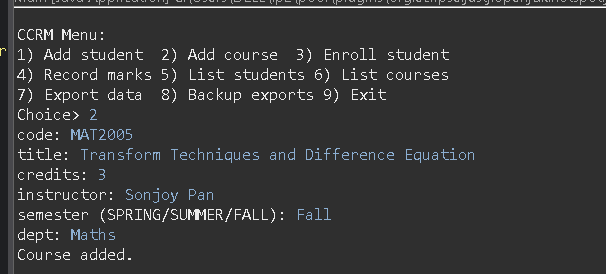 CCRM Menu:
1) Add student 2) Add course 3) Enroll student
4) Record marks 5) List students 6) List courses
7) Export data 8) Backup exports 9) Exit
Choice> 2
code: MAT2005
title: Transform Techniques and Difference Equation
credits: 3
instructor: Sonjoy Pan
semester (SPRING/SUMMER/FALL): Fall
dept: Maths
Course added.